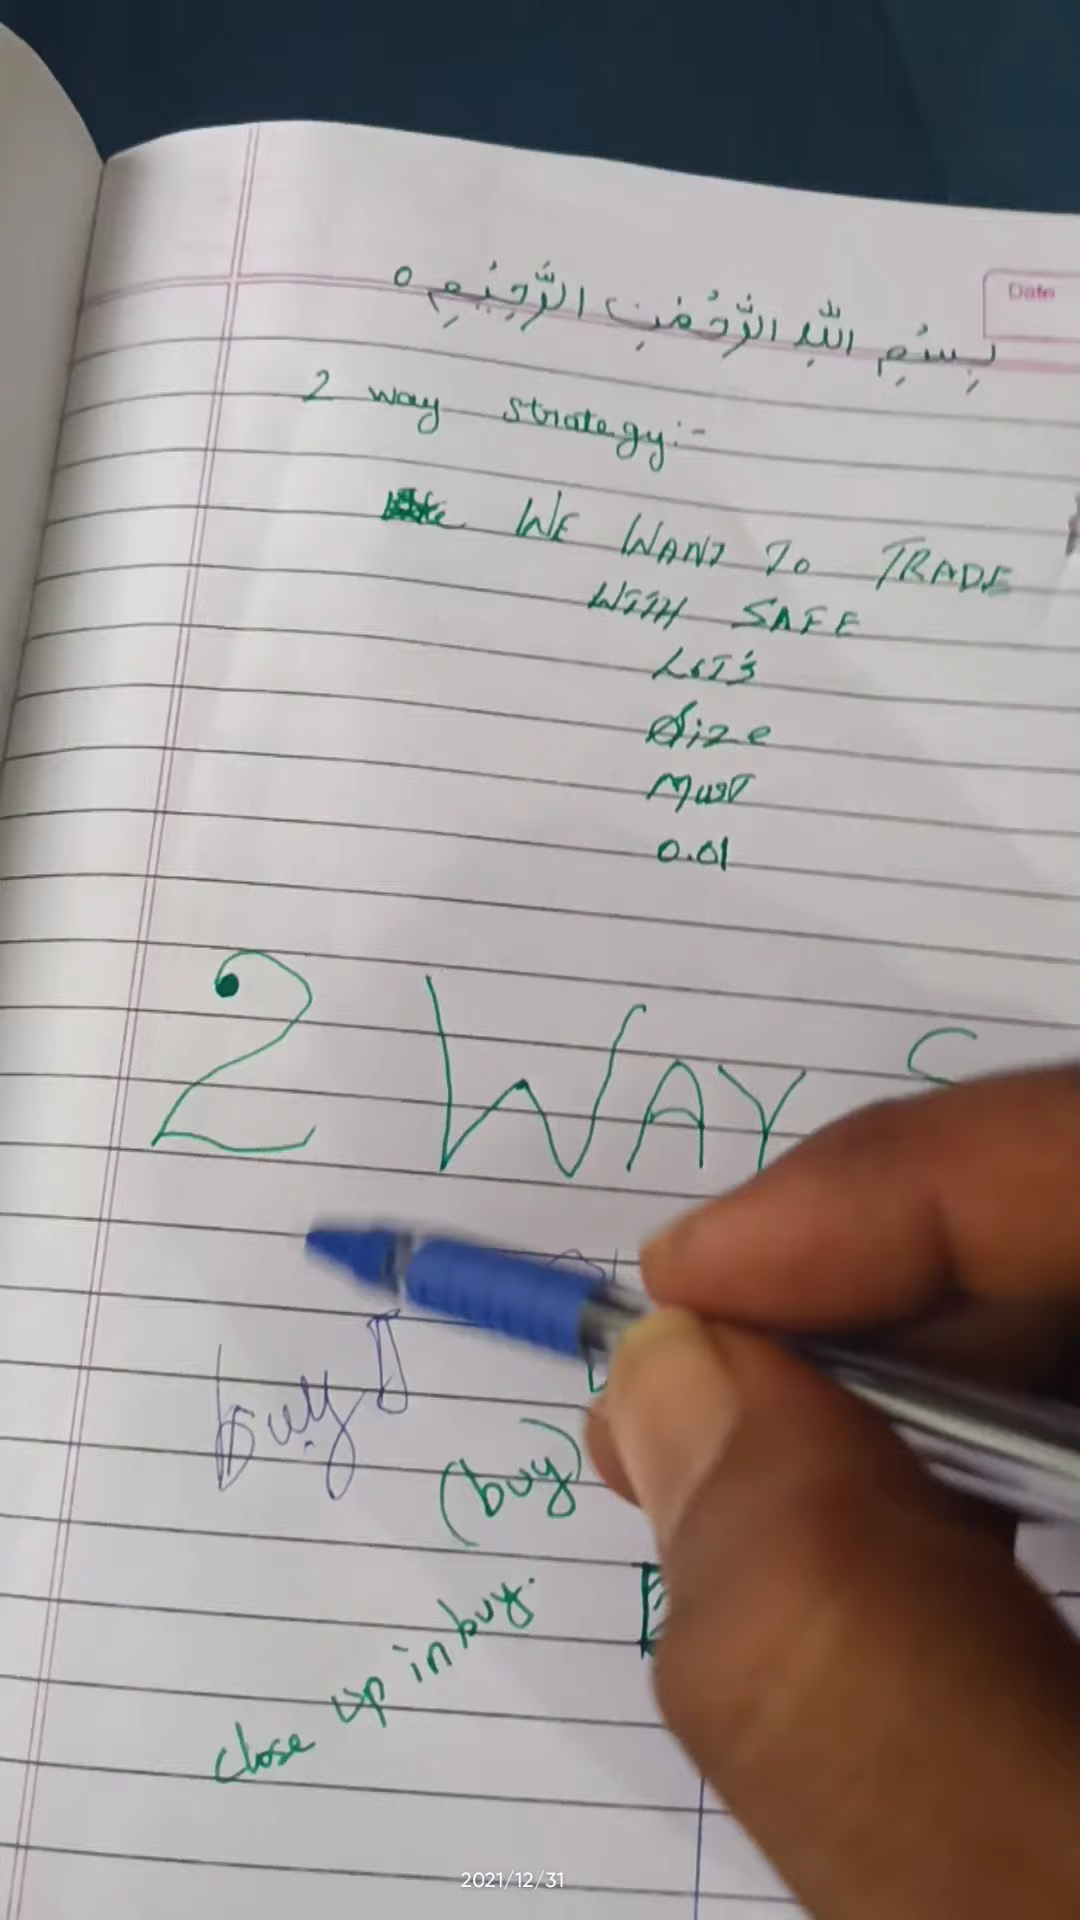 بِسْمِ اللّٰهِ الرَّحْمٰنِ الرَّحِيْمِ ○
Date
2 way strategy:-
WE WANT TO TRADE
WITH SAFE
LOT'S
Size
Must
0.01
2 WAY S
buy
(buy)
close up in buy.
2021/12/31